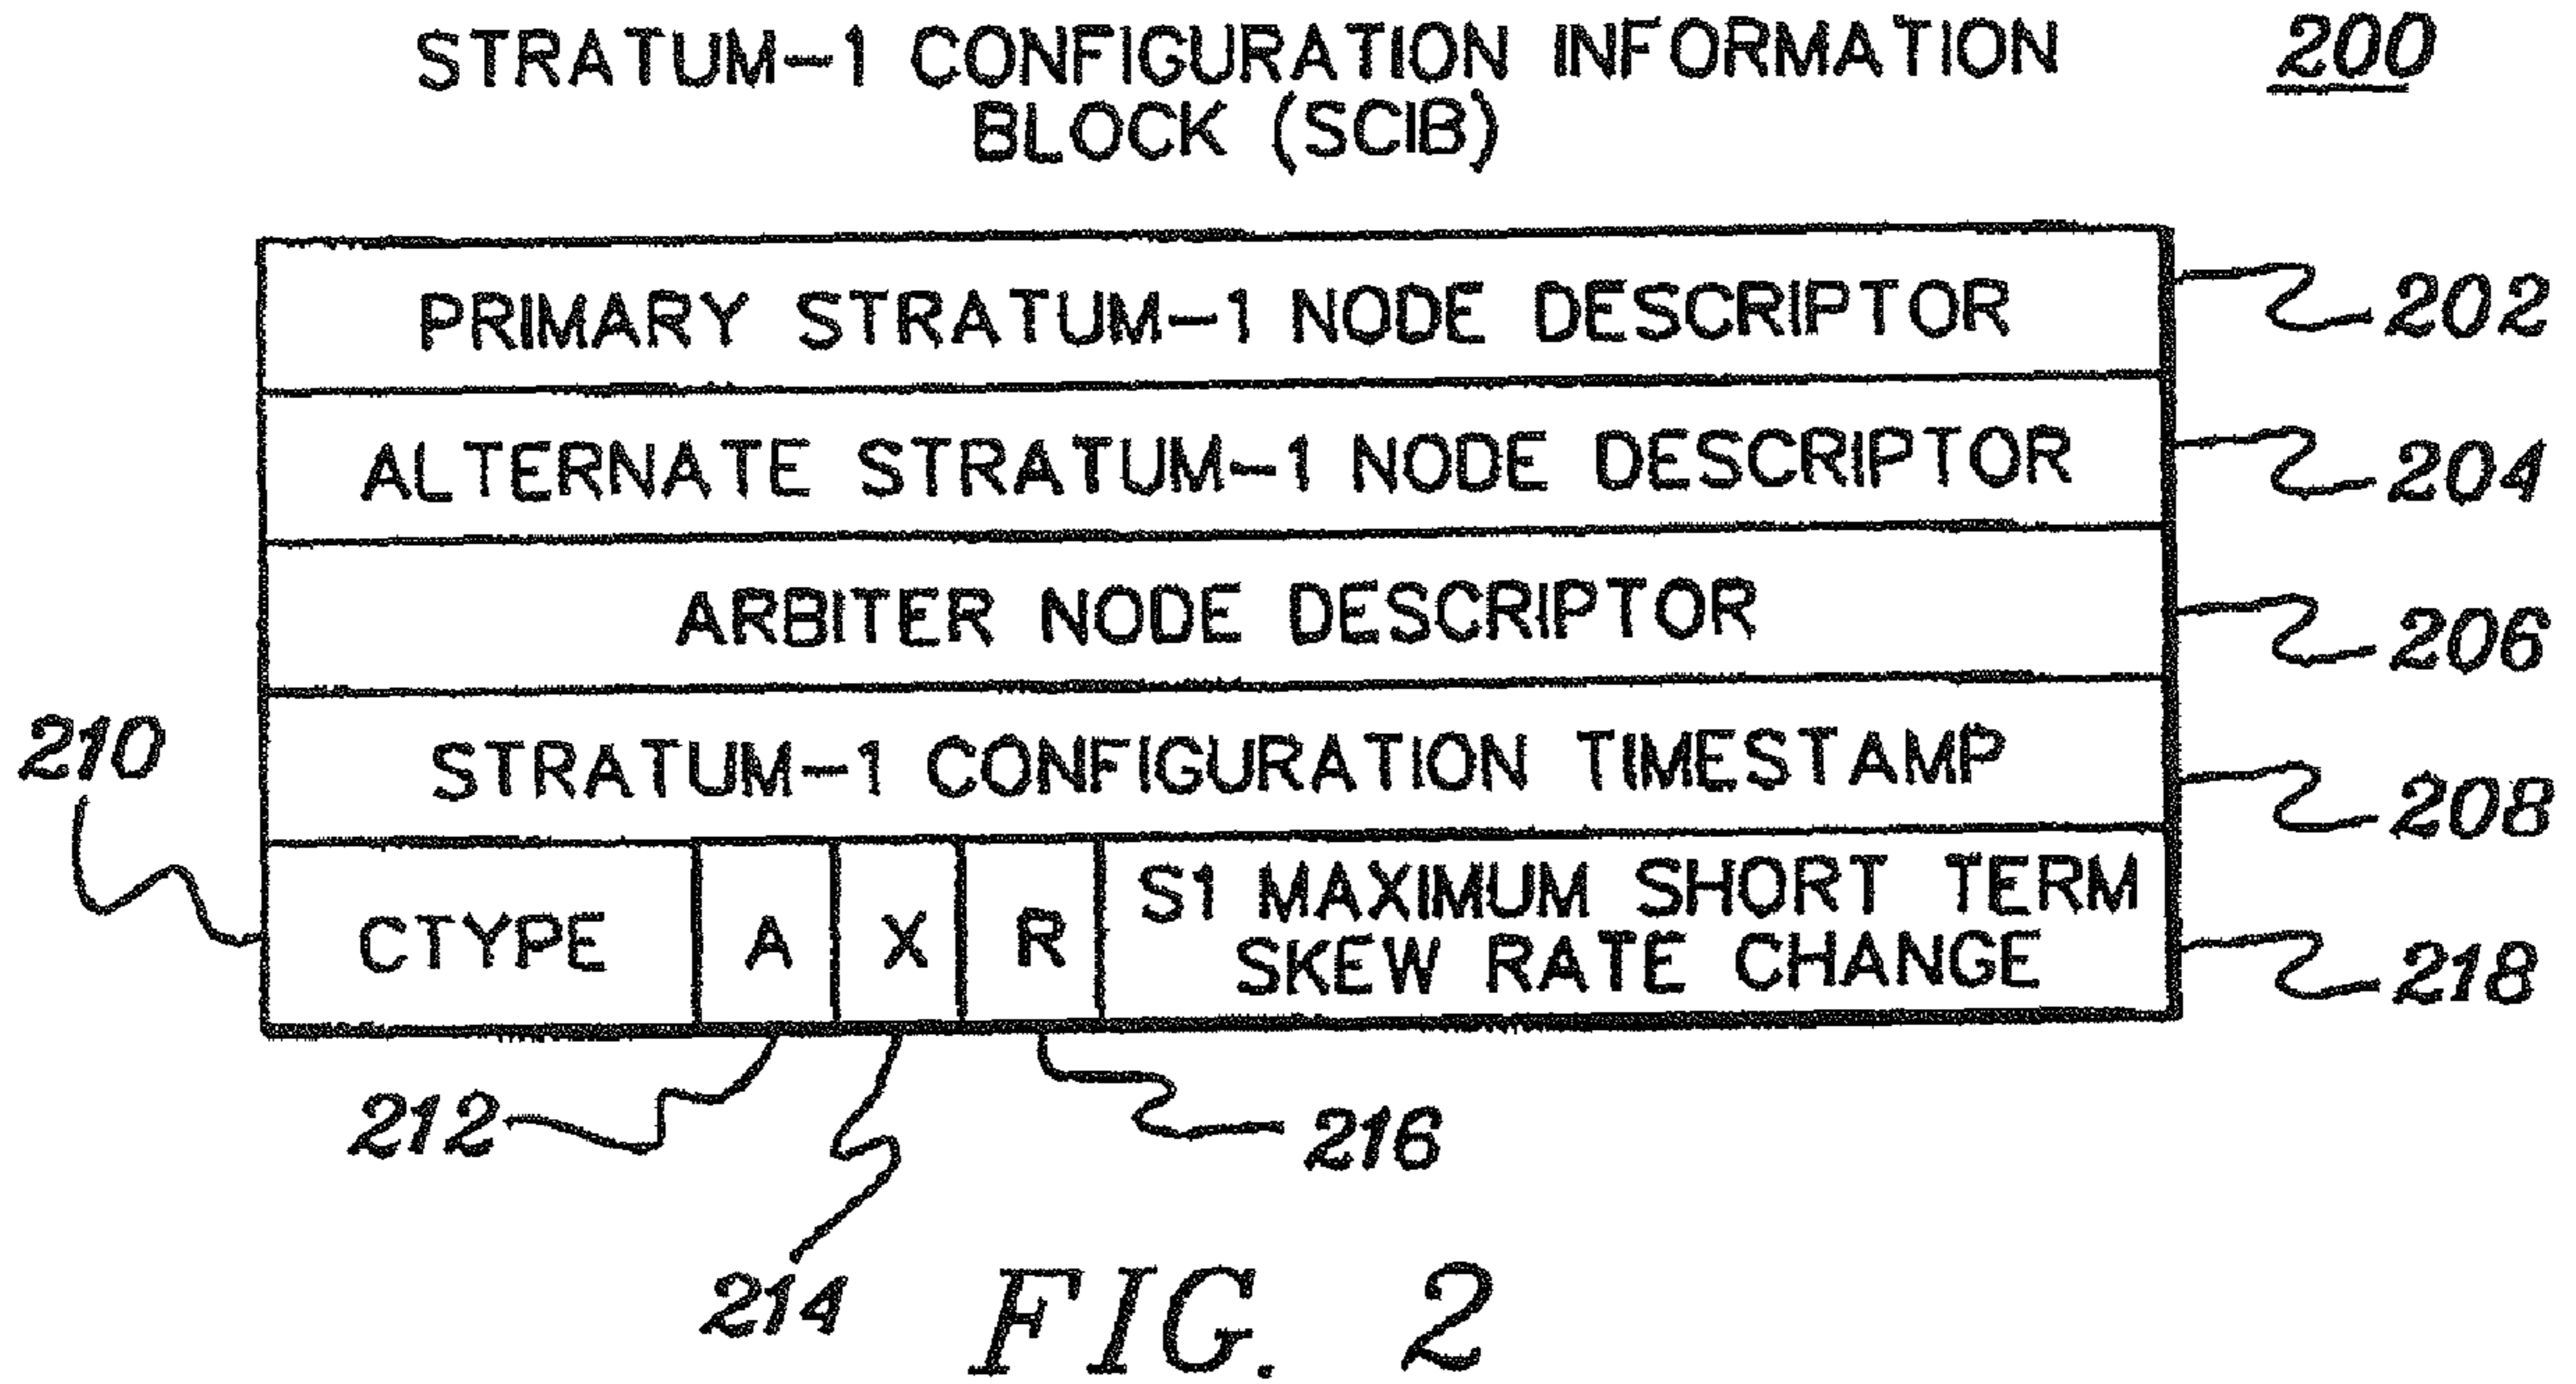 STRATUM-1 CONFIGURATION INFORMATION 200
BLOCK (SCIB)
PRIMARY STRATUM-1 NODE DESCRIPTOR 202
ALTERNATE STRATUM-1 NODE DESCRIPTOR 204
ARBITER NODE DESCRIPTOR 206
210 STRATUM-1 CONFIGURATION TIMESTAMP 208
CTYPE A X R S1 MAXIMUM SHORT TERM
SKEW RATE CHANGE 218
212 216
214
FIG. 2